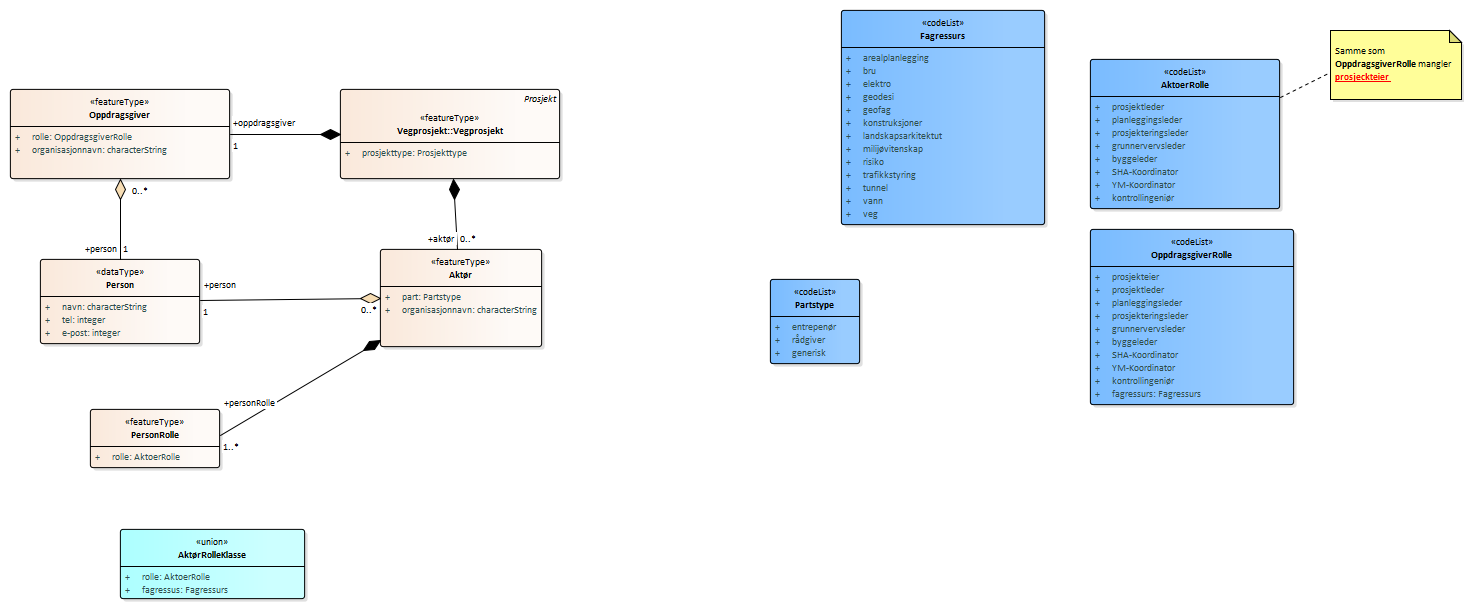 «featureType»
Oppdragsgiver
+ rolle: OppdragsgiverRolle
+ organisasjonnavn: characterString
+oppdragsgiver
1
Prosjekt
«featureType»
Vegprosjekt::Vegprosjekt
+ prosjekttype: Prosjekttype
0..*
+person 1
+aktør 0..*
«dataType»
Person
+ navn: characterString
+ tel: integer
+ e-post: integer
+person
1
0..*
«featureType»
Aktør
+ part: Partstype
+ organisasjonnavn: characterString
+personRolle
1..*
«featureType»
PersonRolle
+ rolle: AktoerRolle
«union»
AktørRolleKlasse
+ rolle: AktoerRolle
+ fagressus: Fagressurs
«codeList»
Fagressurs
+ arealplanlegging
+ bru
+ elektro
+ geodesi
+ geofag
+ konstruksjoner
+ landskapsarkitektut
+ miljøvitenskap
+ risiko
+ trafikkstyring
+ tunnel
+ vann
+ veg
«codeList»
Partstype
+ entrepenør
+ rådgiver
+ generisk
«codeList»
AktoerRolle
+ prosjektleder
+ planleggingsleder
+ prosjekteringsleder
+ grunnervervsleder
+ byggeleder
+ SHA-Koordinator
+ YM-Koordinator
+ kontrollingeniør
Samme som
OppdragsgiverRolle mangler
prosjeckteier
«codeList»
OppdragsgiverRolle
+ prosjekteier
+ prosjektleder
+ planleggingsleder
+ prosjekteringsleder
+ grunnervervsleder
+ byggeleder
+ SHA-Koordinator
+ YM-Koordinator
+ kontrollingeniør
+ fagressurs: Fagressurs